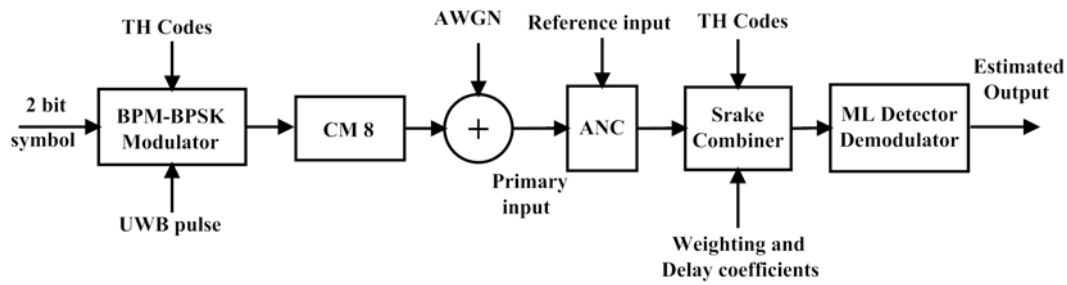 TH Codes
AWGN
Reference input
TH Codes
2 bit
symbol
BPM-BPSK
Modulator
CM 8
+
ANC
Srake
Combiner
ML Detector
Demodulator
Estimated
Output
Primary
input
UWB pulse
Weighting and
Delay coefficients